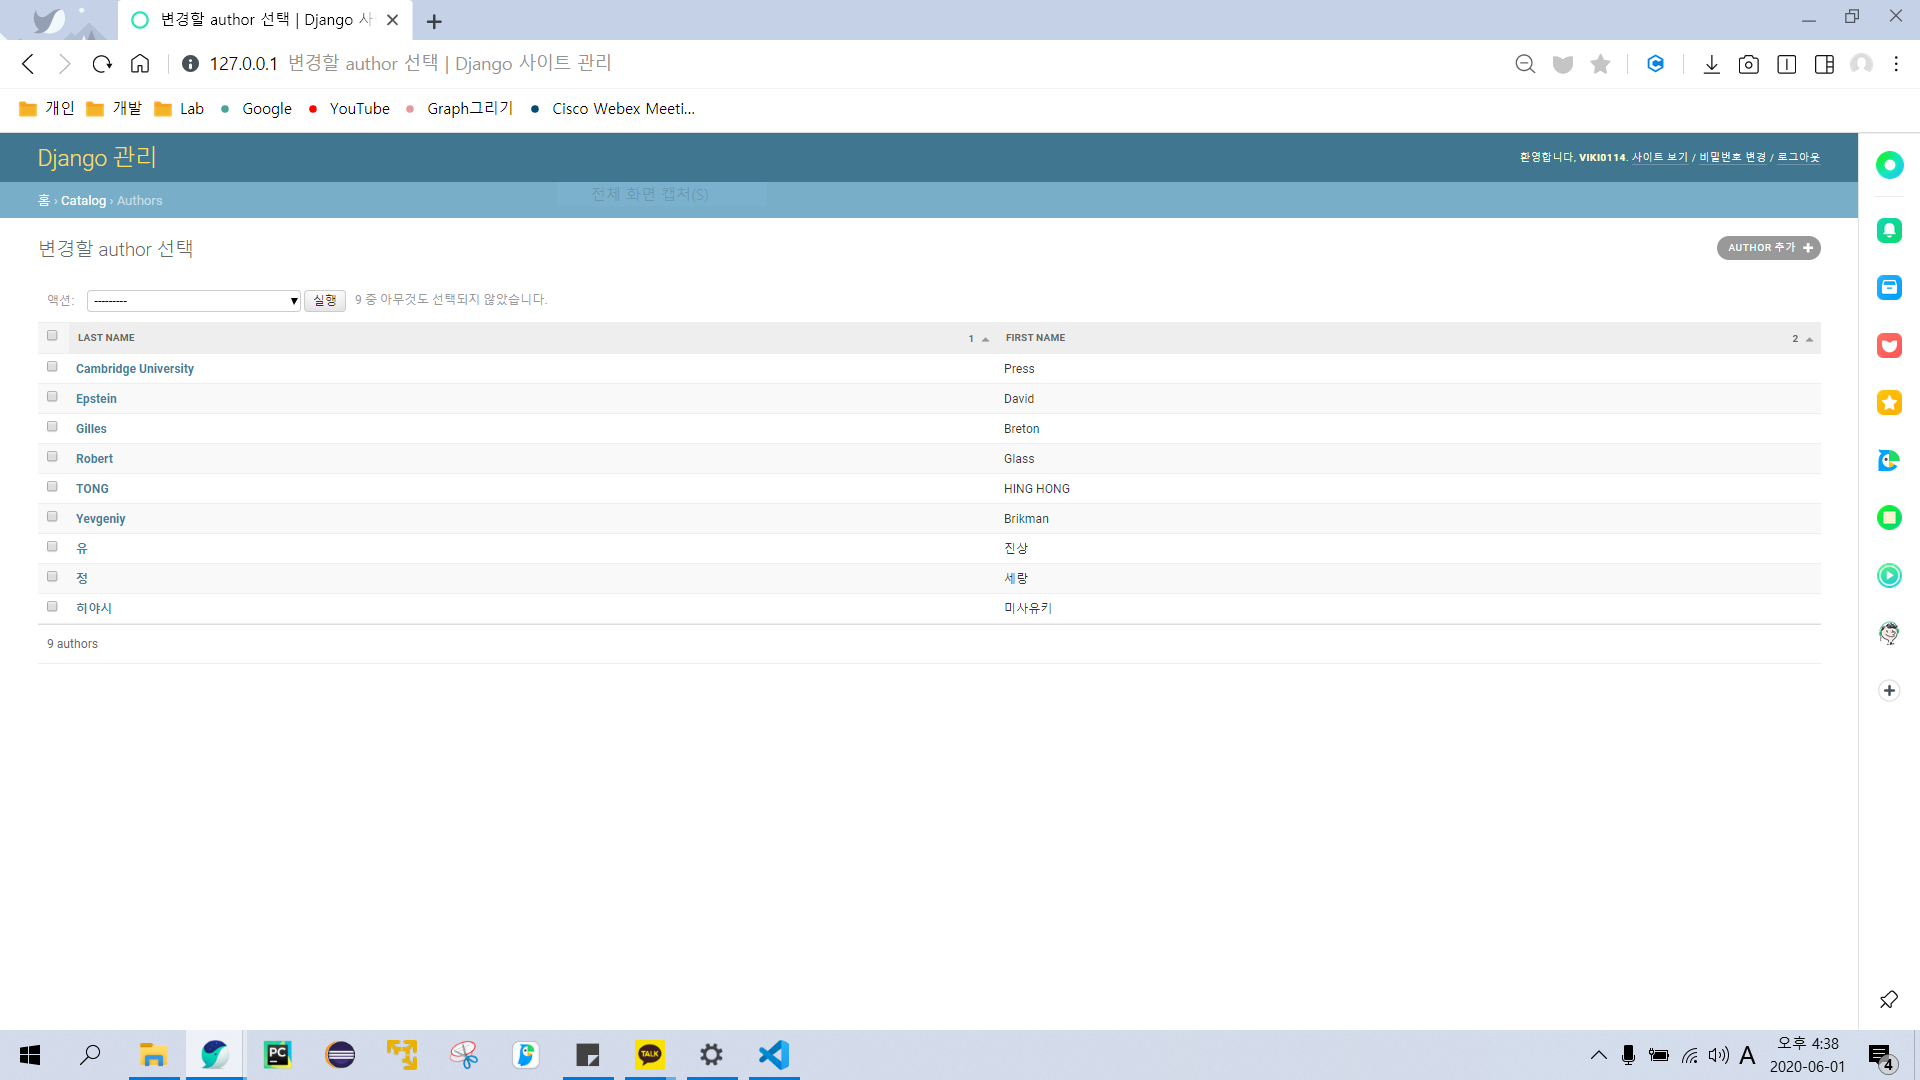 변경할 author 선택 | Django 사
127.0.0.1 변경할 author 선택 | Django 사이트 관리
개인 개발 Lab Google YouTube Graph그리기 Cisco Webex Meeti...
Django 관리
환영합니다, VIKI0114. 사이트 보기 / 비밀번호 변경 / 로그아웃
전체 화면 캡처(S)
홈 › Catalog › Authors
변경할 author 선택
AUTHOR 추가
액션: --------- 실행 9 중 아무것도 선택되지 않았습니다.
LAST NAME 1 FIRST NAME 2
Cambridge University Press
Epstein David
Gilles Breton
Robert Glass
TONG HING HONG
Yevgeniy Brikman
유 진상
정 세랑
히야시 미사유키
9 authors
PC
TALK
A
오후 4:38
2020-06-01
4